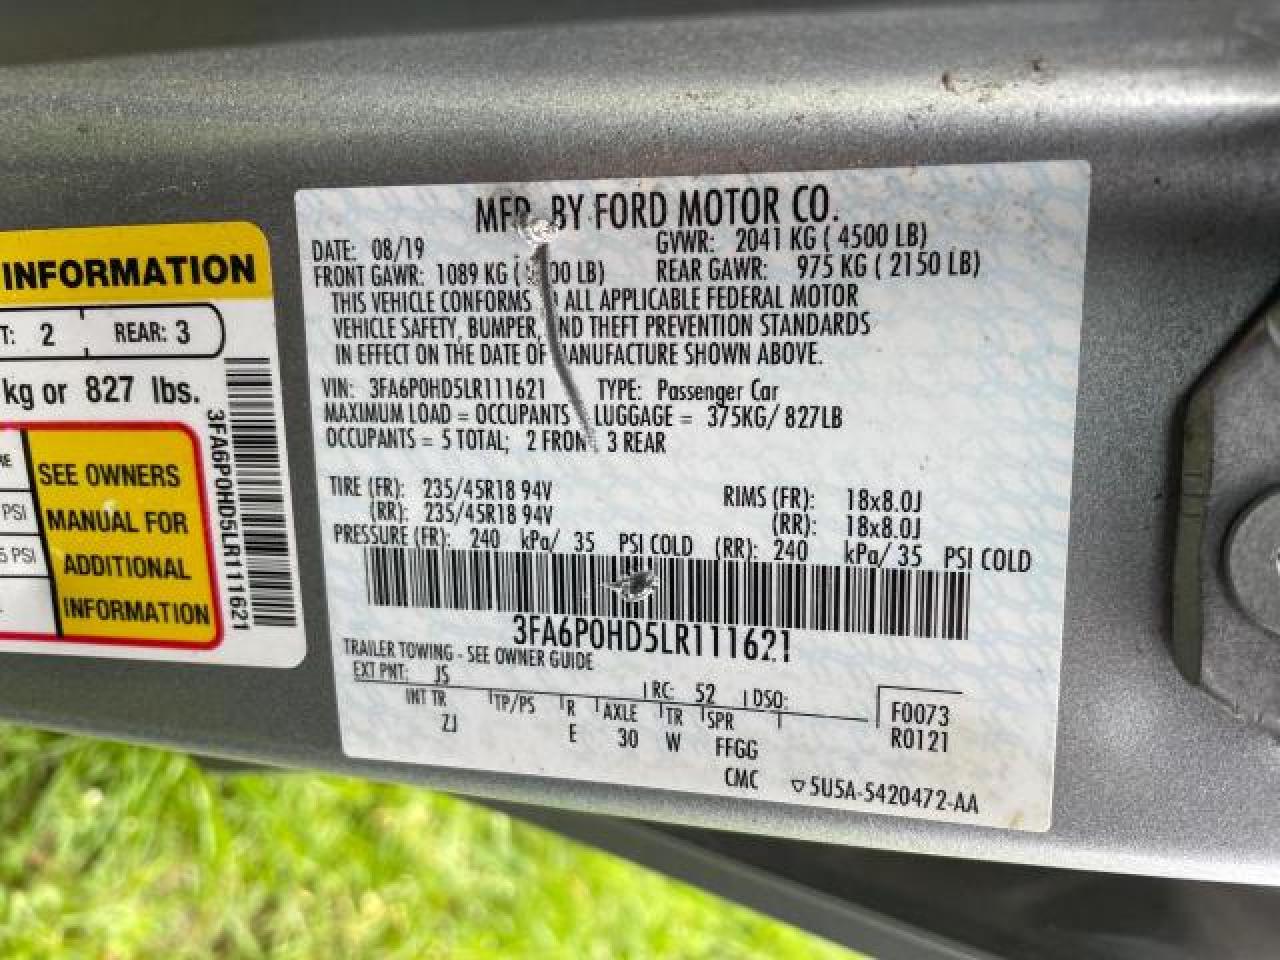 INFORMATION
T: 2 REAR: 3
kg or 827 lbs.
PSI
5 PSI
SEE OWNERS
MANUAL FOR
ADDITIONAL
INFORMATION
3FA6P0HD5LR111621
MFD. BY FORD MOTOR CO.
DATE: 08/19 GVWR: 2041 KG ( 4500 LB)
FRONT GAWR: 1089 KG ( 00 LB) REAR GAWR: 975 KG ( 2150 LB)
THIS VEHICLE CONFORMS ALL APPLICABLE FEDERAL MOTOR
VEHICLE SAFETY, BUMPER, AND THEFT PREVENTION STANDARDS
IN EFFECT ON THE DATE OF MANUFACTURE SHOWN ABOVE.
VIN: 3FA6P0HD5LR111621 TYPE: Passenger Car
MAXIMUM LOAD = OCCUPANTS LUGGAGE = 375KG/ 827LB
OCCUPANTS = 5 TOTAL; 2 FRONT 3 REAR
TIRE (FR): 235/45R18 94V RIMS (FR): 18x8.0J
(RR): 235/45R18 94V (RR): 18x8.0J
PRESSURE (FR): 240 kPa/ 35 PSI COLD (RR): 240 kPa/ 35 PSI COLD
3FA6P0HD5LR111621
TRAILER TOWING - SEE OWNER GUIDE
EXT PNT: JS RC: 52 DSO:
INT TR TP/PS R AXLE TR SPR F0073
ZJ E 30 W FFGG R0121
CMC ▽5U5A-5420472-AA